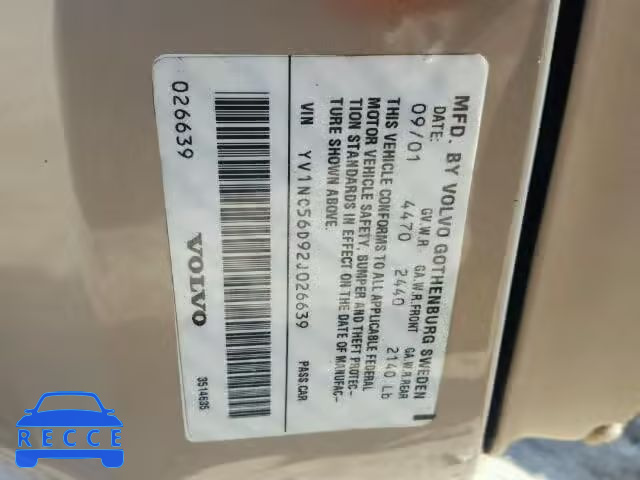 MFD. BY VOLVO GOTHENBURG SWEDEN
DATE: GV.W.R GA.W.R.FRONT GA.W.R.REAR
09/01 4470 2440 2140 Lb
THIS VEHICLE CONFORMS TO ALL APPLICABLE FEDERAL
MOTOR VEHICLE SAFETY, BUMPER AND THEFT PROTEC-
TION STANDARDS IN EFFECT ON THE DATE OF MANUFAC-
TURE SHOWN ABOVE.
VIN YV1NC56D92J026639 PASS.CAR
026639 VOLVO 3514635
RECCE